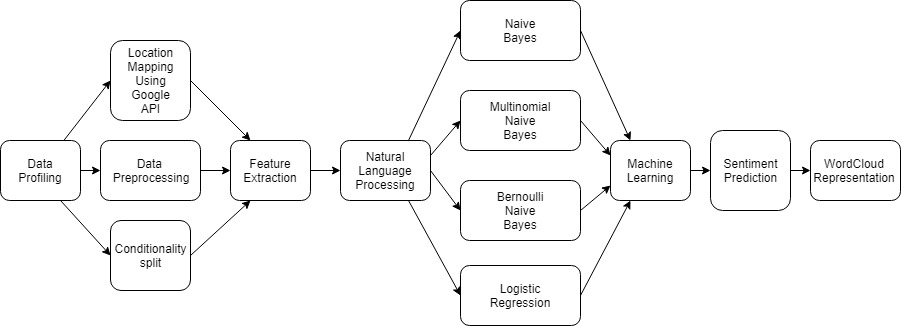 Data
Profiling
Location
Mapping
Using
Google
API
Data
Preprocessing
Conditionality
split
Feature
Extraction
Natural
Language
Processing
Naive
Bayes
Multinomial
Naive
Bayes
Bernoulli
Naive
Bayes
Logistic
Regression
Machine
Learning
Sentiment
Prediction
WordCloud
Representation